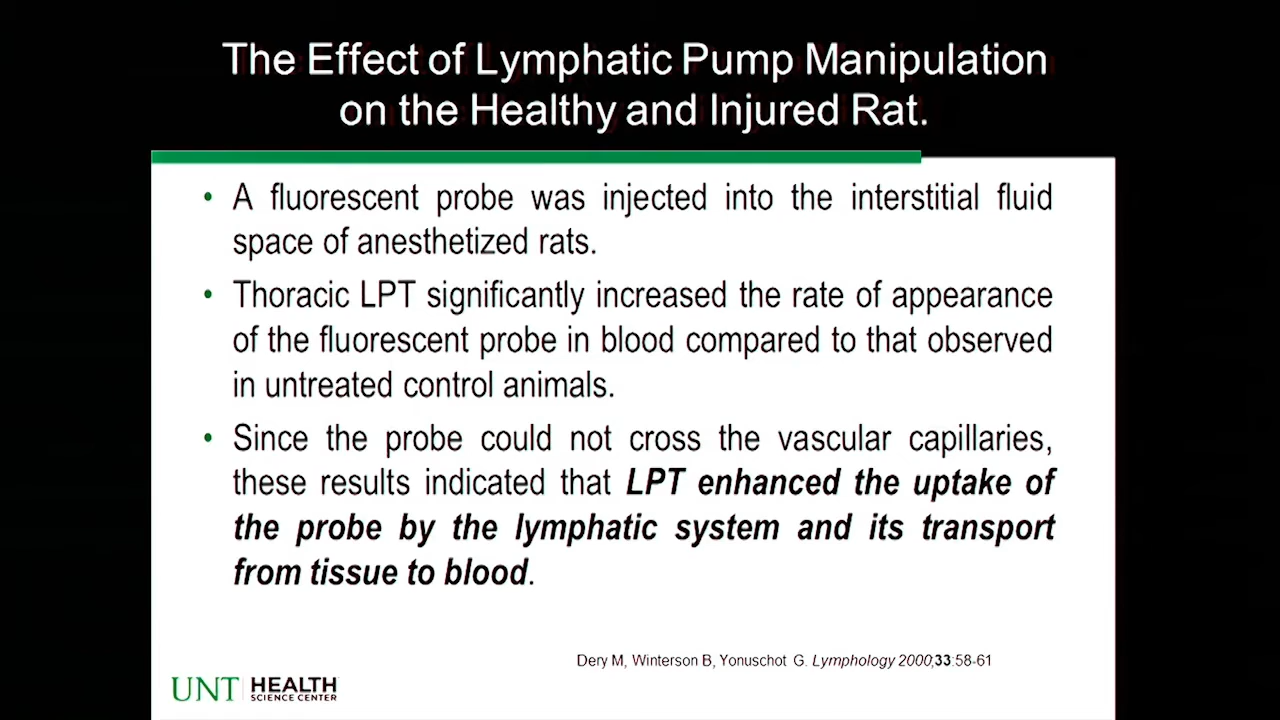 The Effect of Lymphatic Pump Manipulation
on the Healthy and Injured Rat.
• A fluorescent probe was injected into the interstitial fluid
space of anesthetized rats.
• Thoracic LPT significantly increased the rate of appearance
of the fluorescent probe in blood compared to that observed
in untreated control animals.
• Since the probe could not cross the vascular capillaries,
these results indicated that LPT enhanced the uptake of
the probe by the lymphatic system and its transport
from tissue to blood.
Dery M, Winterson B, Yonuschot G. Lymphology 2000;33:58-61
UNT HEALTH
SCIENCE CENTER